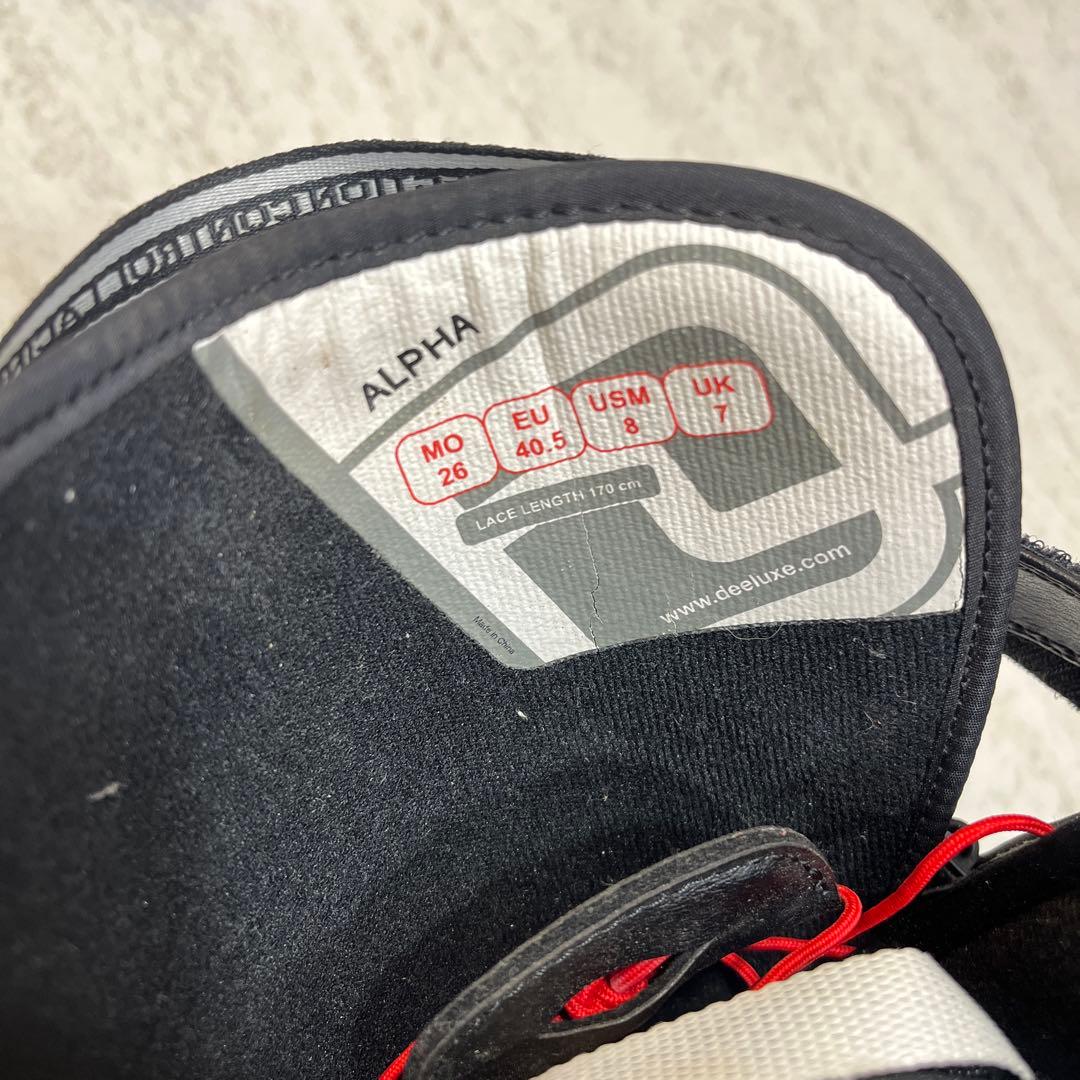 ALPHA
MO EU USM UK
26 40.5 8 7
LACE LENGTH 170 cm
www.deeluxe.com
Made in China